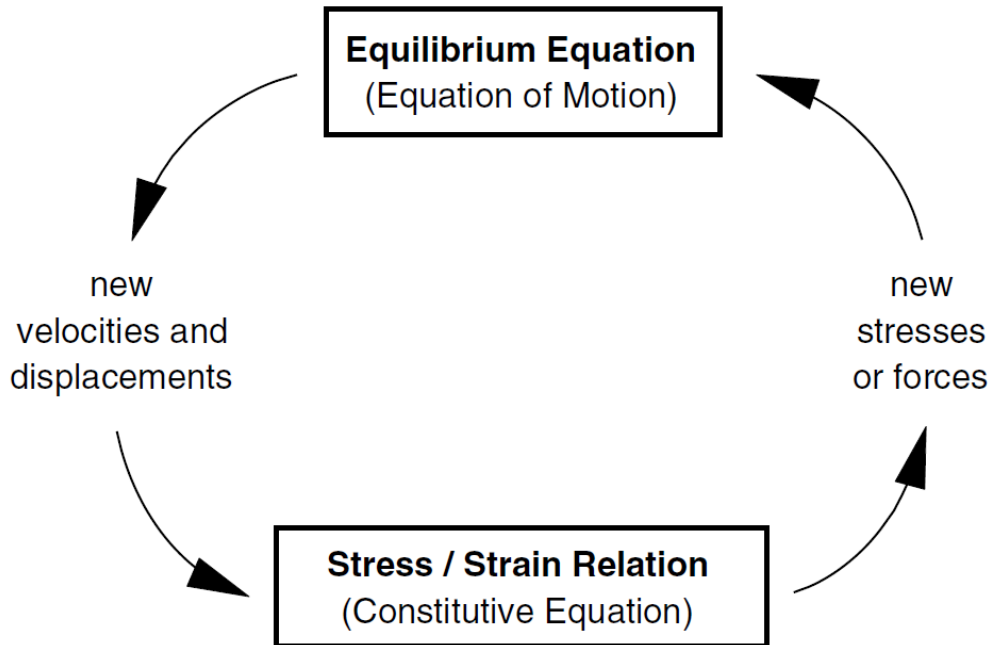 Equilibrium Equation
(Equation of Motion)
new
velocities and
displacements
new
stresses
or forces
Stress / Strain Relation
(Constitutive Equation)